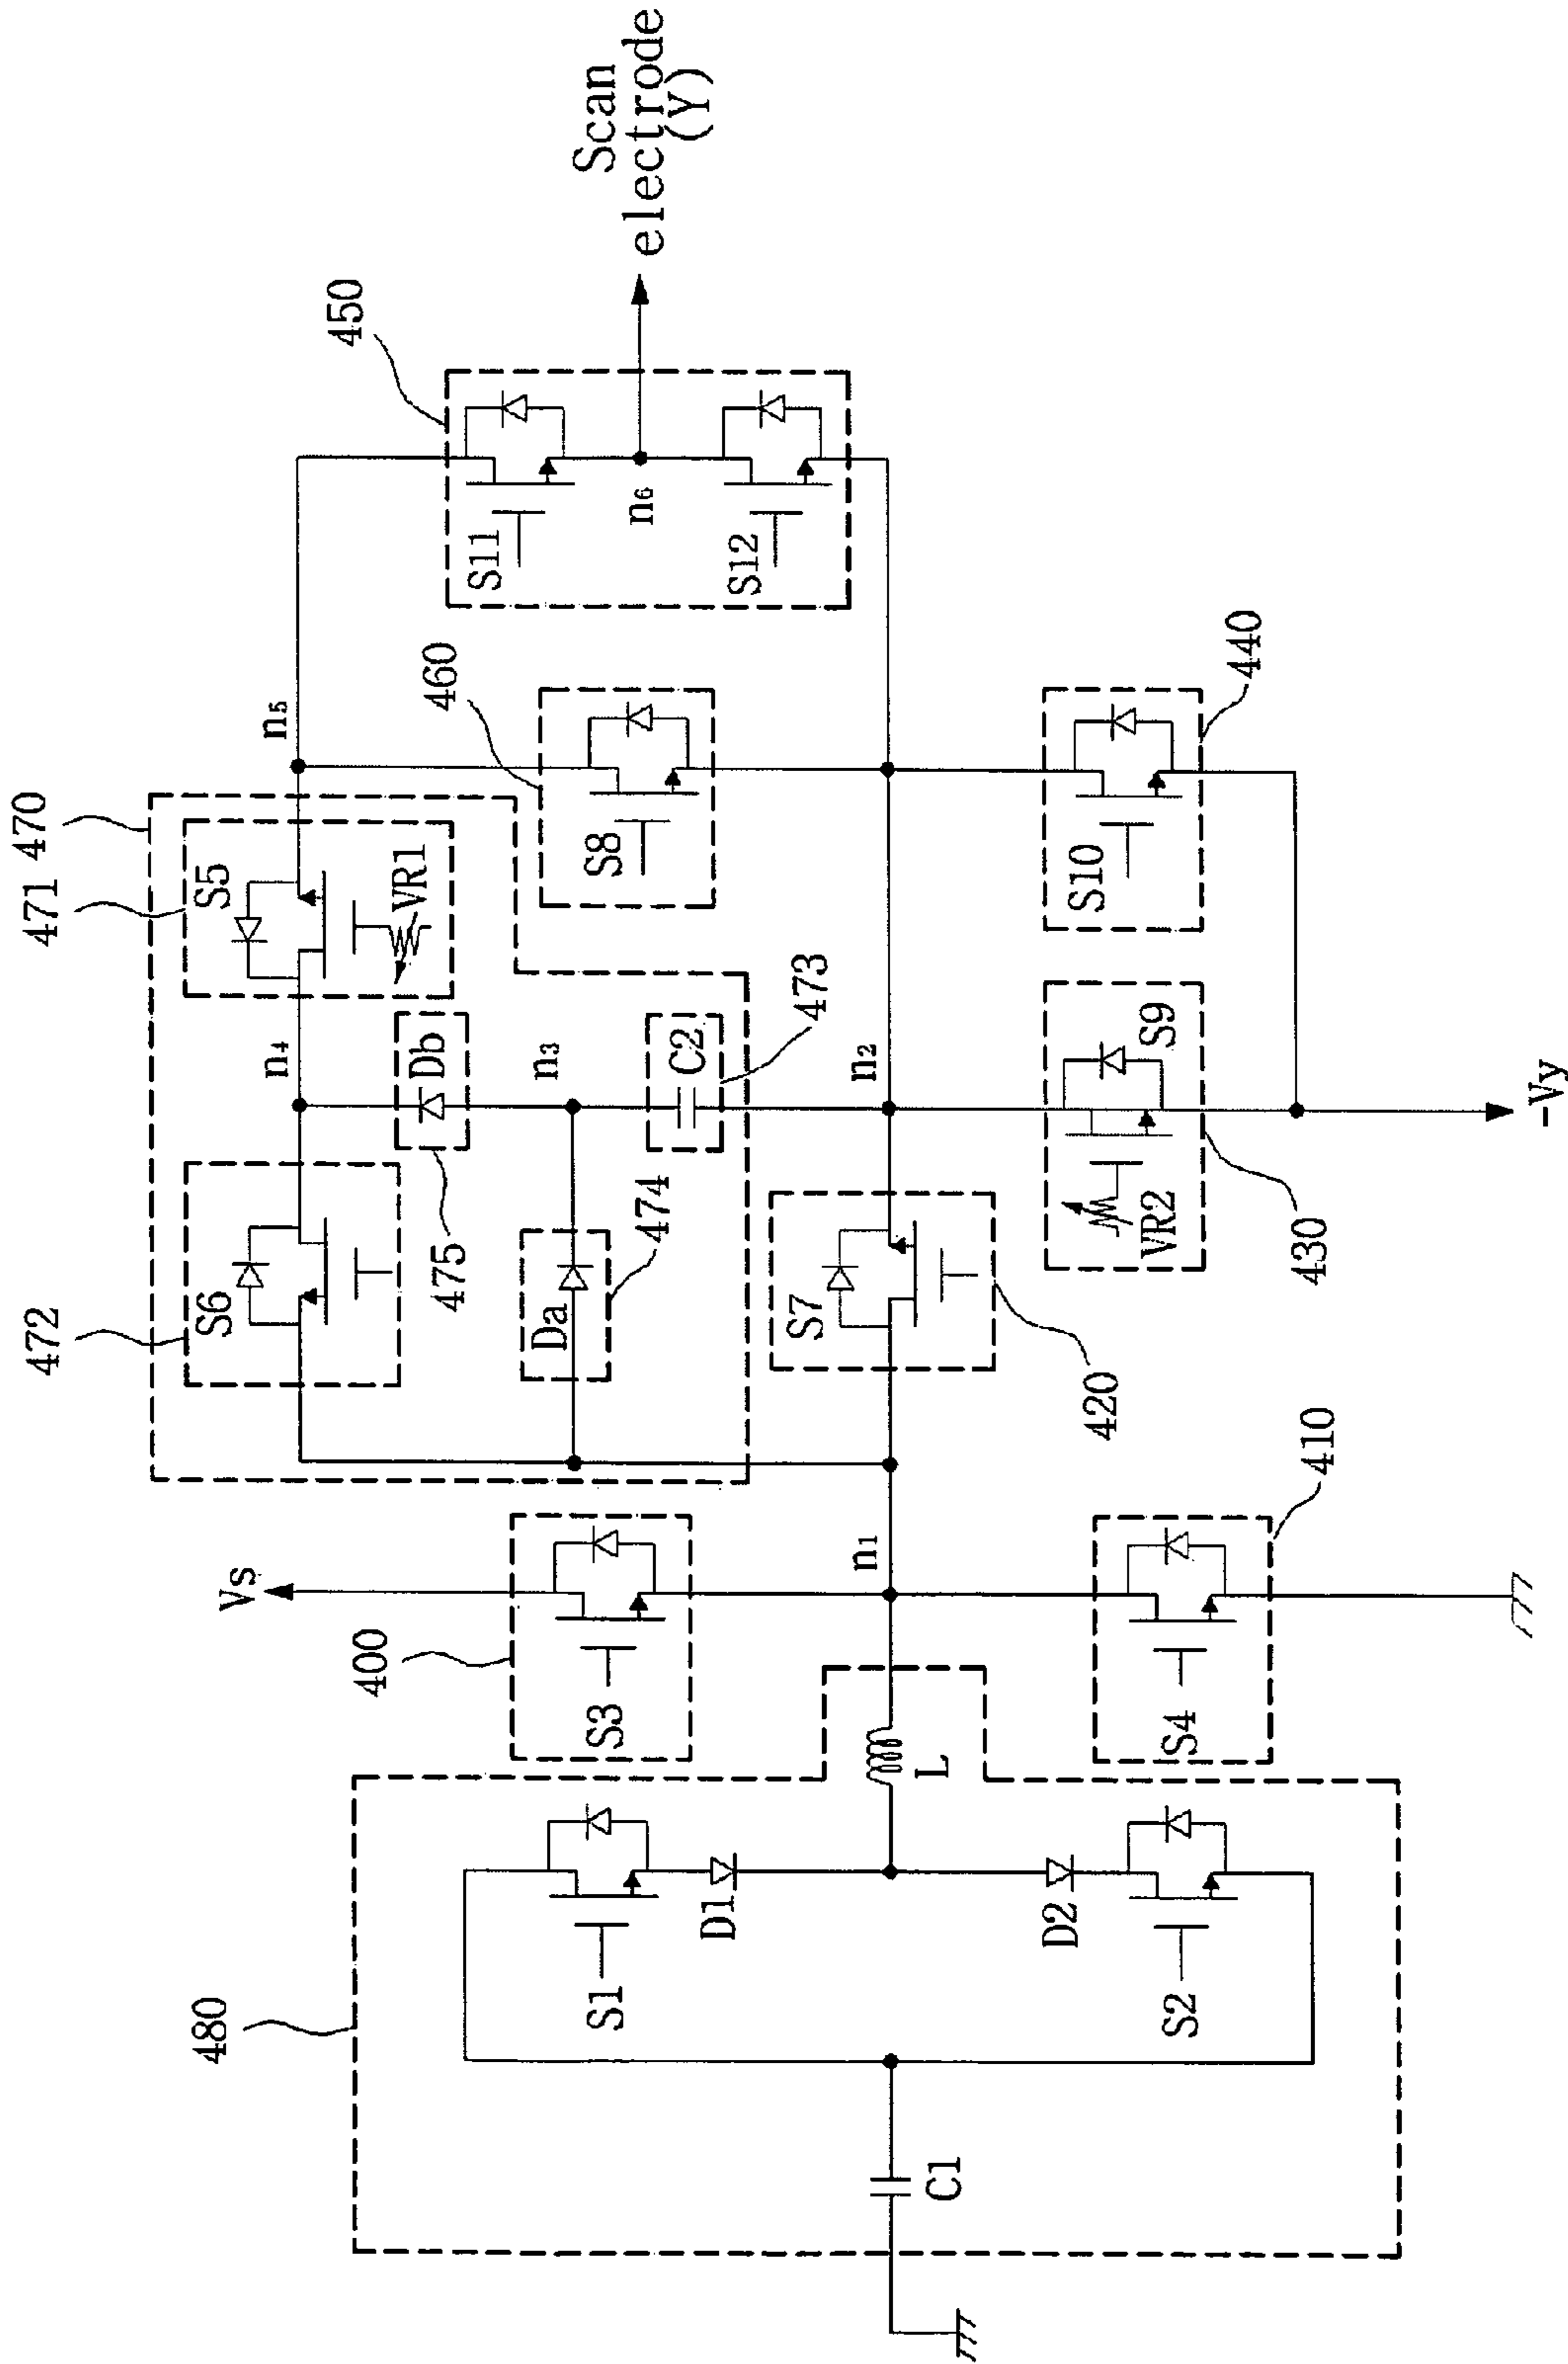 480
C1
S1
D1
D2
S2
L
400
S3
Vs
n₁
S4
410
472
S6
475
Da
474
S7
420
471
470
S5
VR1
n₄
Db
n₃
C2
473
n₂
VR2
S9
430
-Vy
n₅
460
S8
S10
440
450
S11
n₆
S12
Scan
electrode
(Y)